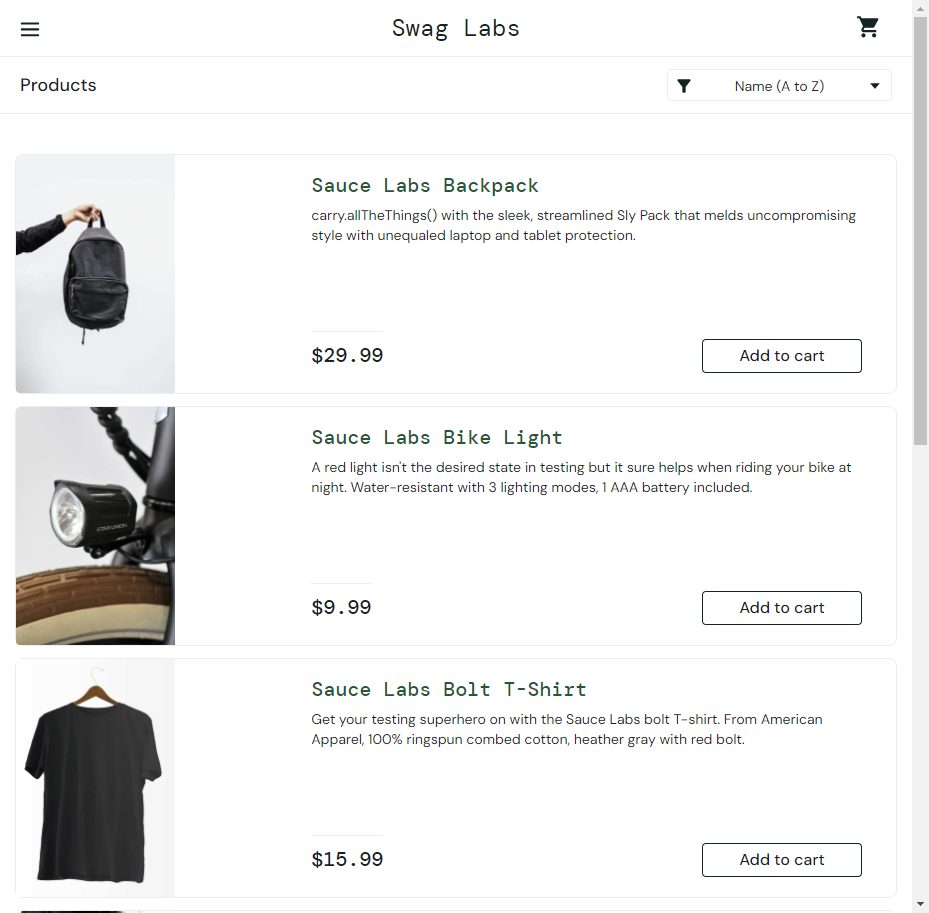 Swag Labs
Products
Name (A to Z)
Sauce Labs Backpack
carry.allTheThings() with the sleek, streamlined Sly Pack that melds uncompromising
style with unequaled laptop and tablet protection.
$29.99
Add to cart
Sauce Labs Bike Light
A red light isn't the desired state in testing but it sure helps when riding your bike at
night. Water-resistant with 3 lighting modes, 1 AAA battery included.
$9.99
Add to cart
Sauce Labs Bolt T-Shirt
Get your testing superhero on with the Sauce Labs bolt T-shirt. From American
Apparel, 100% ringspun combed cotton, heather gray with red bolt.
$15.99
Add to cart